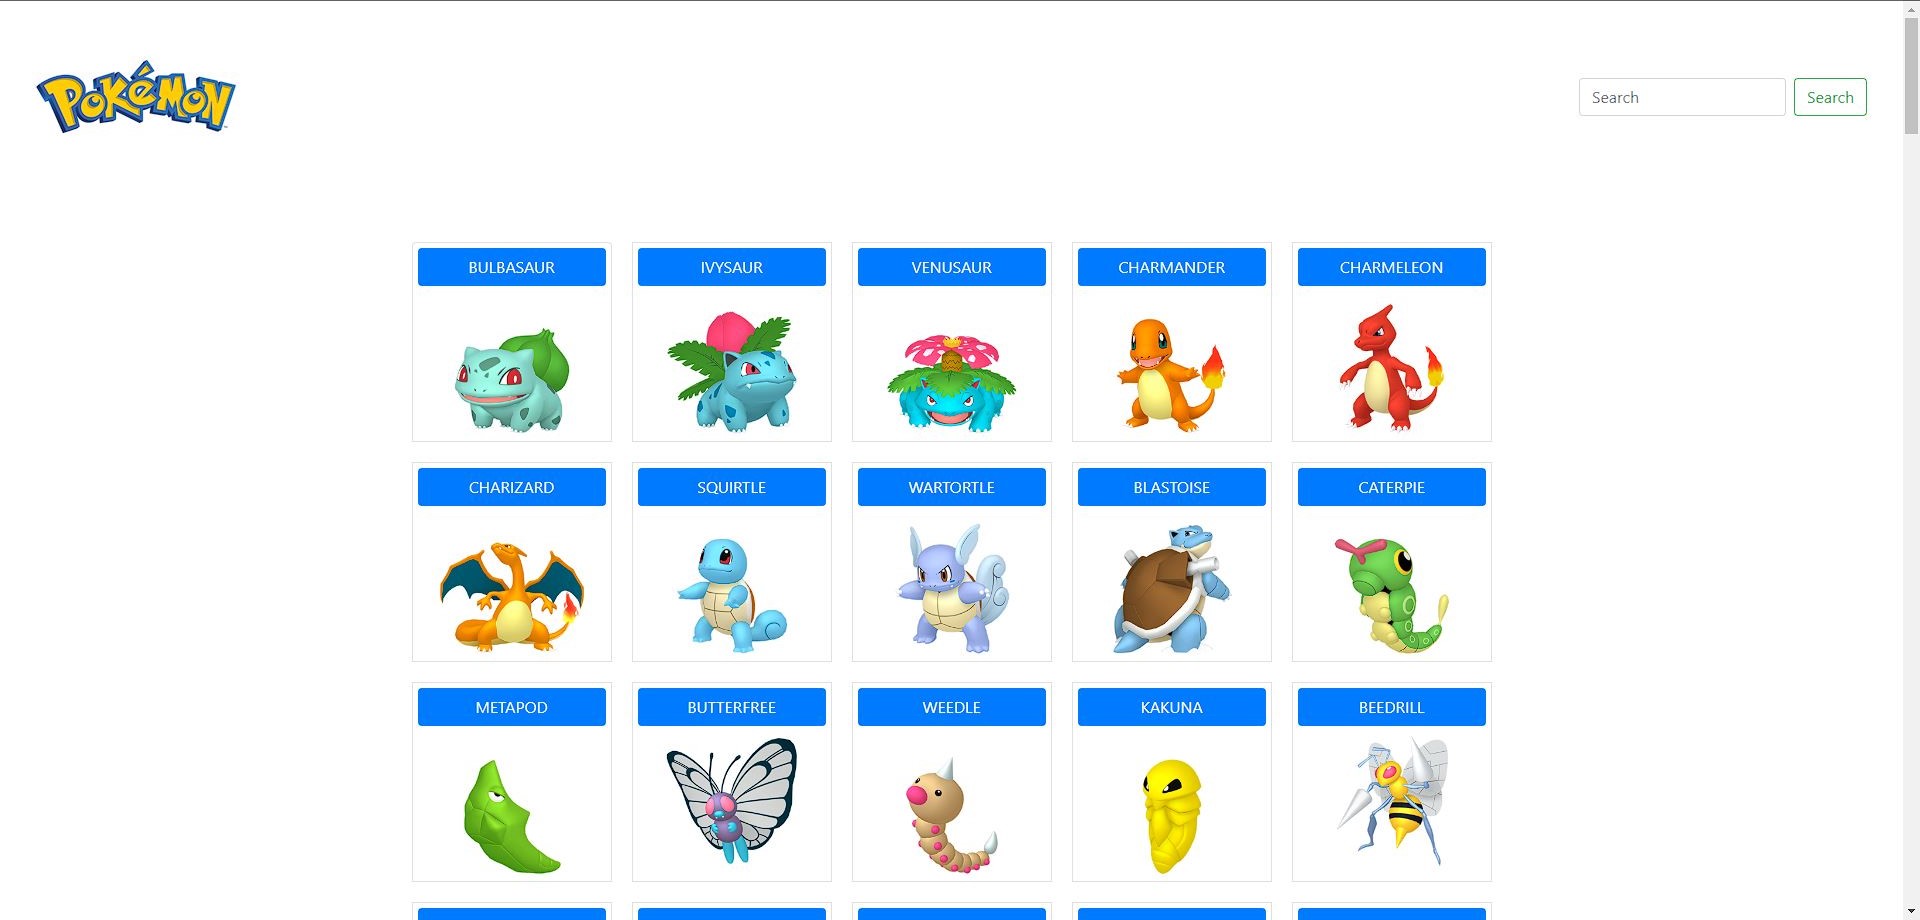 POKéMON
Search Search
BULBASAUR IVYSAUR VENUSAUR CHARMANDER CHARMELEON
CHARIZARD SQUIRTLE WARTORTLE BLASTOISE CATERPIE
METAPOD BUTTERFREE WEEDLE KAKUNA BEEDRILL